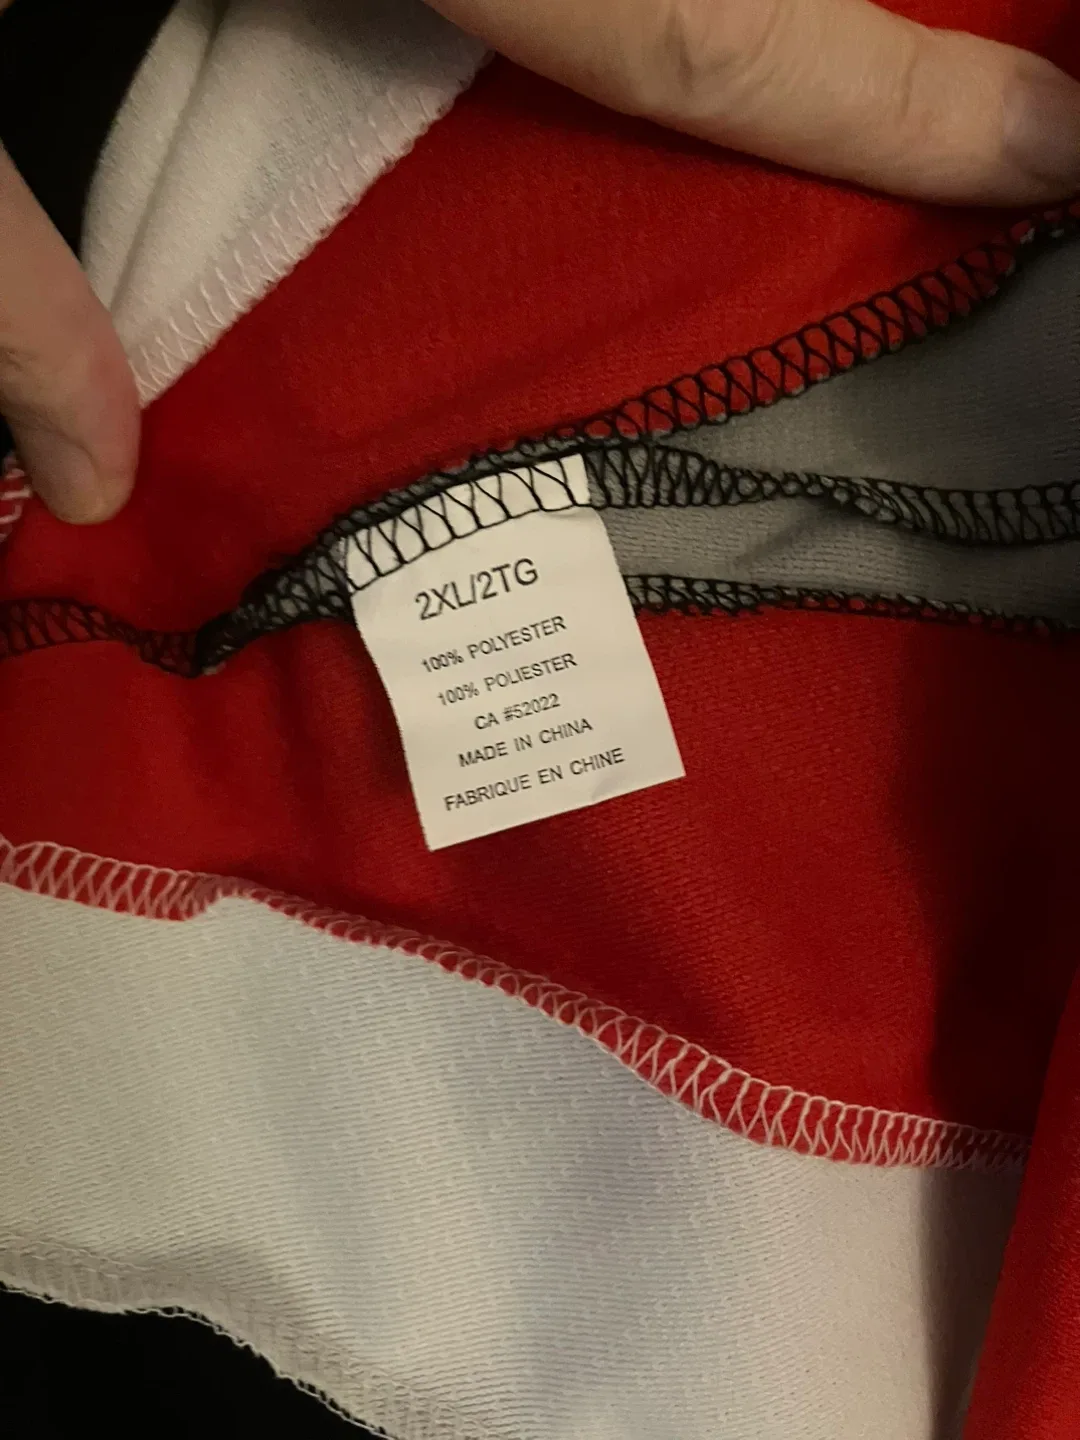 2XL/2TG
100% POLYESTER
100% POLIESTER
CA #52022
MADE IN CHINA
FABRIQUE EN CHINE